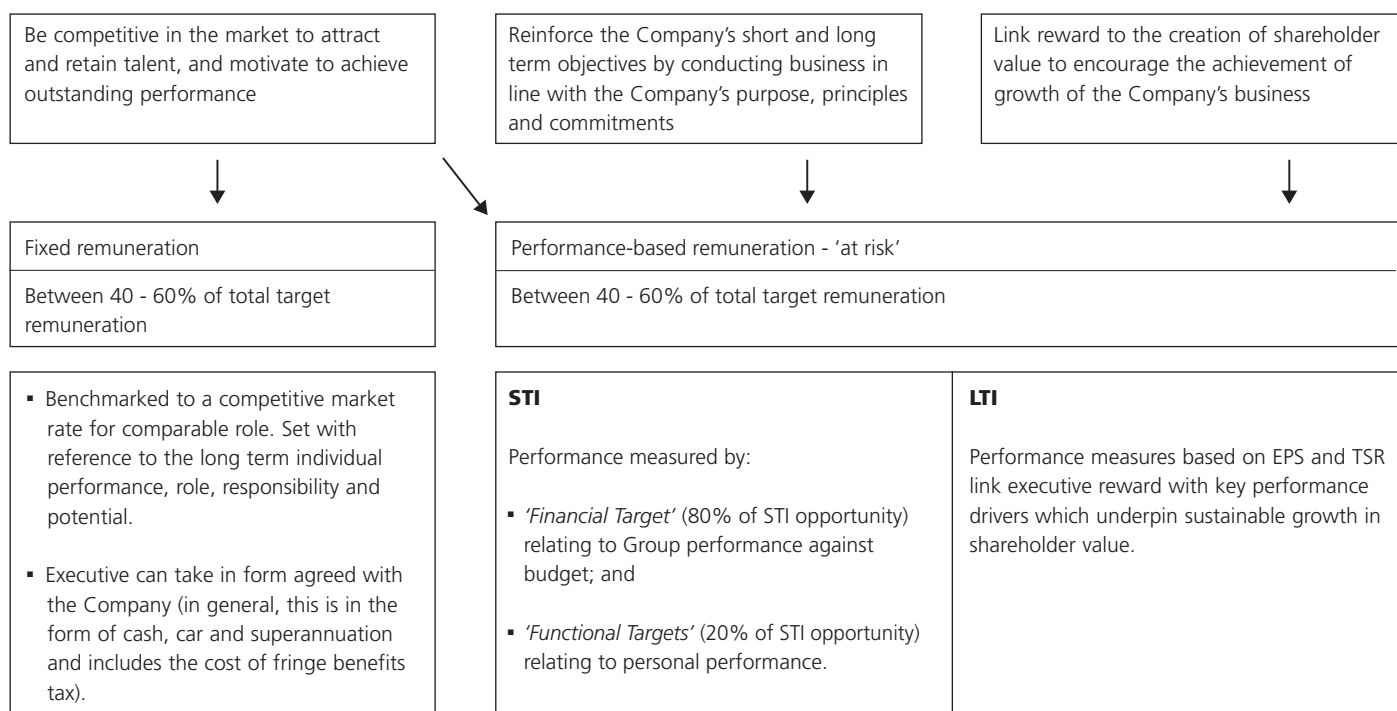 Be competitive in the market to attract
and retain talent, and motivate to achieve
outstanding performance
Reinforce the Company’s short and long
term objectives by conducting business in
line with the Company’s purpose, principles
and commitments
Link reward to the creation of shareholder
value to encourage the achievement of
growth of the Company’s business
Fixed remuneration
Between 40 - 60% of total target
remuneration
Performance-based remuneration - ‘at risk’
Between 40 - 60% of total target remuneration
▪ Benchmarked to a competitive market
rate for comparable role. Set with
reference to the long term individual
performance, role, responsibility and
potential.
▪ Executive can take in form agreed with
the Company (in general, this is in the
form of cash, car and superannuation
and includes the cost of fringe benefits
tax).
STI
Performance measured by:
▪ ‘Financial Target’ (80% of STI opportunity)
relating to Group performance against
budget; and
▪ ‘Functional Targets’ (20% of STI opportunity)
relating to personal performance.
LTI
Performance measures based on EPS and TSR
link executive reward with key performance
drivers which underpin sustainable growth in
shareholder value.